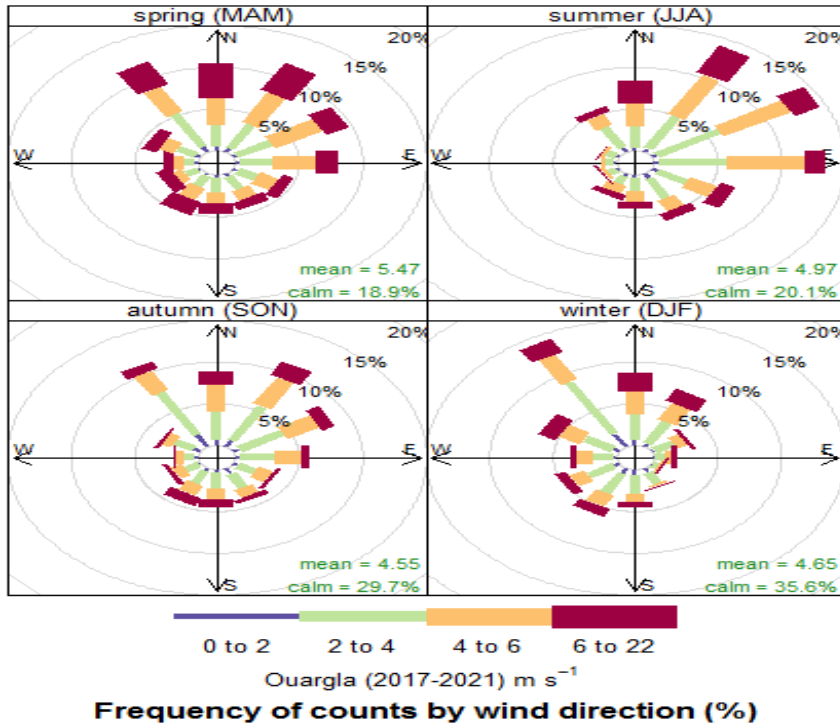 spring (MAM)
N
20%
15%
10%
5%
W
E
S
mean = 5.47
calm = 18.9%
summer (JJA)
N
20%
15%
10%
5%
W
E
S
mean = 4.97
calm = 20.1%
autumn (SON)
N
20%
15%
10%
5%
W
E
S
mean = 4.55
calm = 29.7%
winter (DJF)
N
20%
15%
10%
5%
W
E
S
mean = 4.65
calm = 35.6%
0 to 2 2 to 4 4 to 6 6 to 22
Ouargla (2017-2021) m s⁻¹
Frequency of counts by wind direction (%)